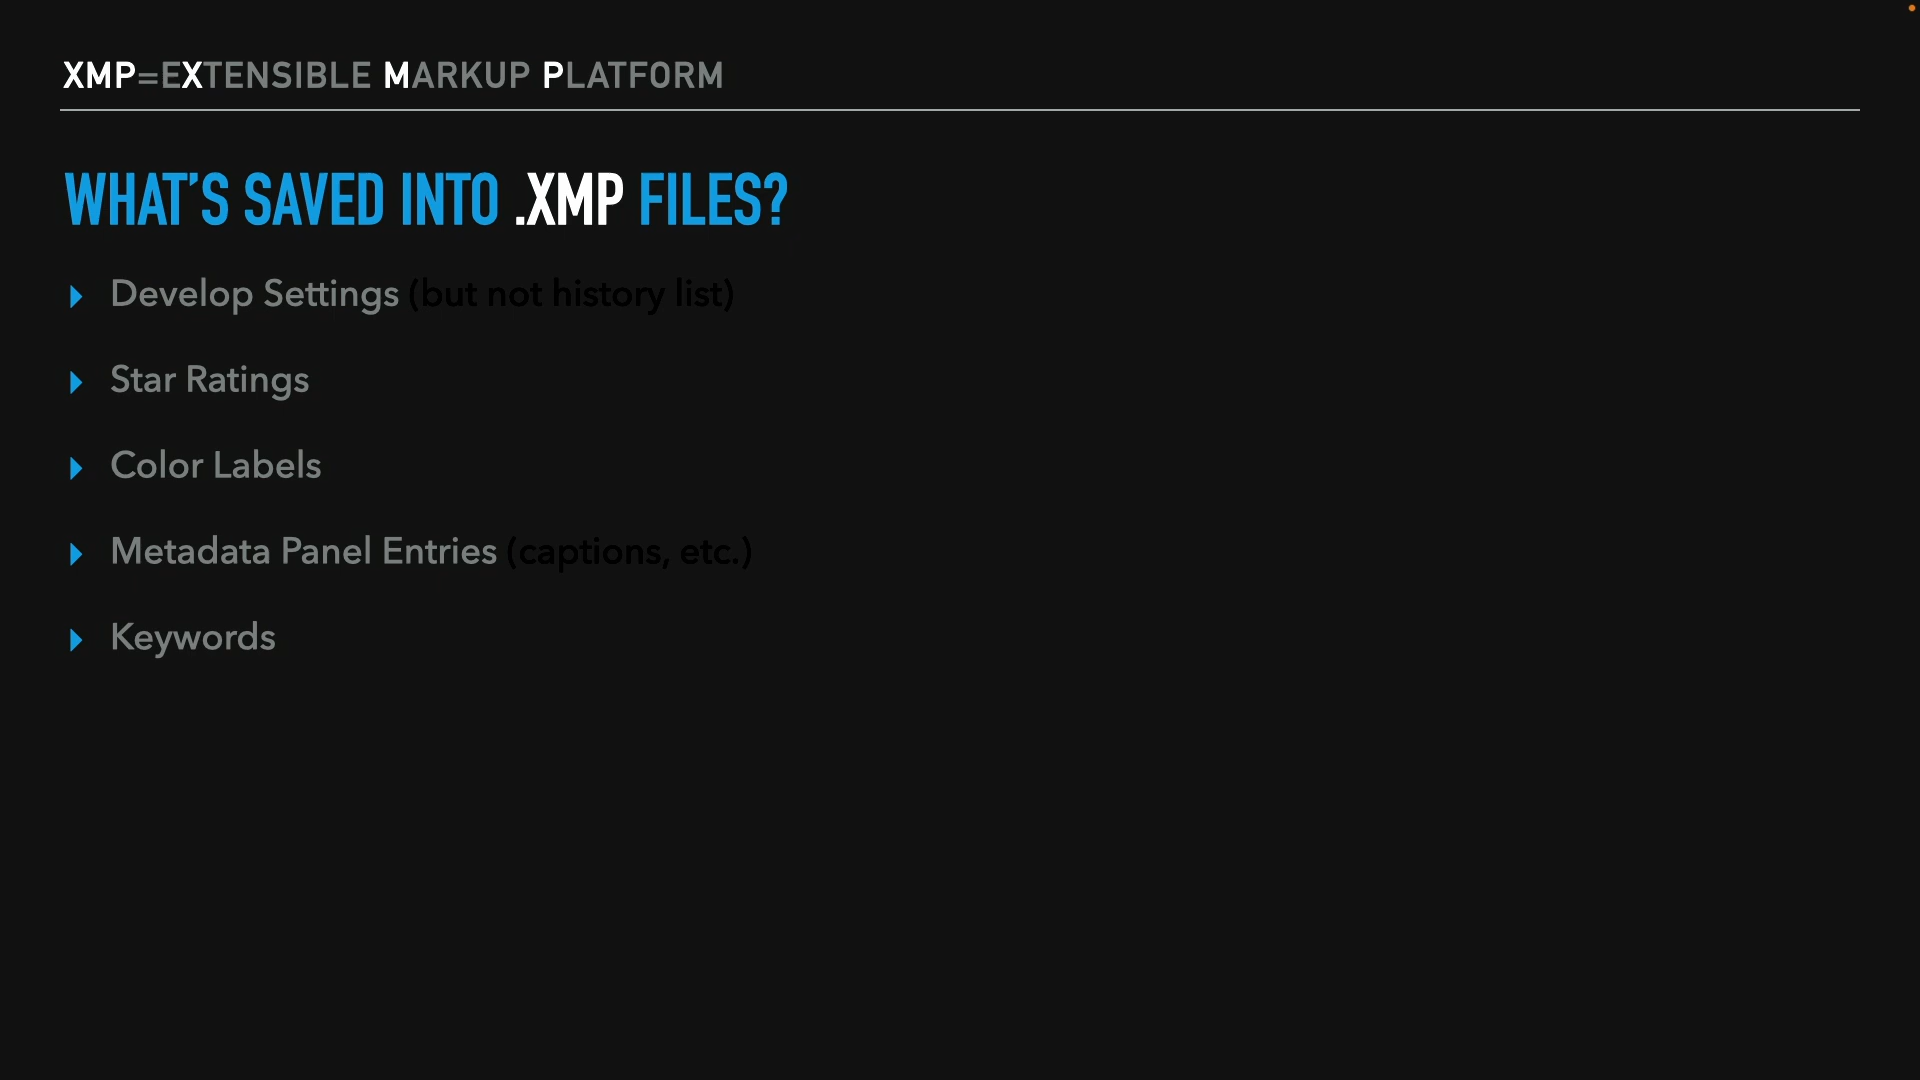 XMP=EXTENSIBLE MARKUP PLATFORM
WHAT’S SAVED INTO .XMP FILES?
▸ Develop Settings (but not history list)
▸ Star Ratings
▸ Color Labels
▸ Metadata Panel Entries (captions, etc.)
▸ Keywords